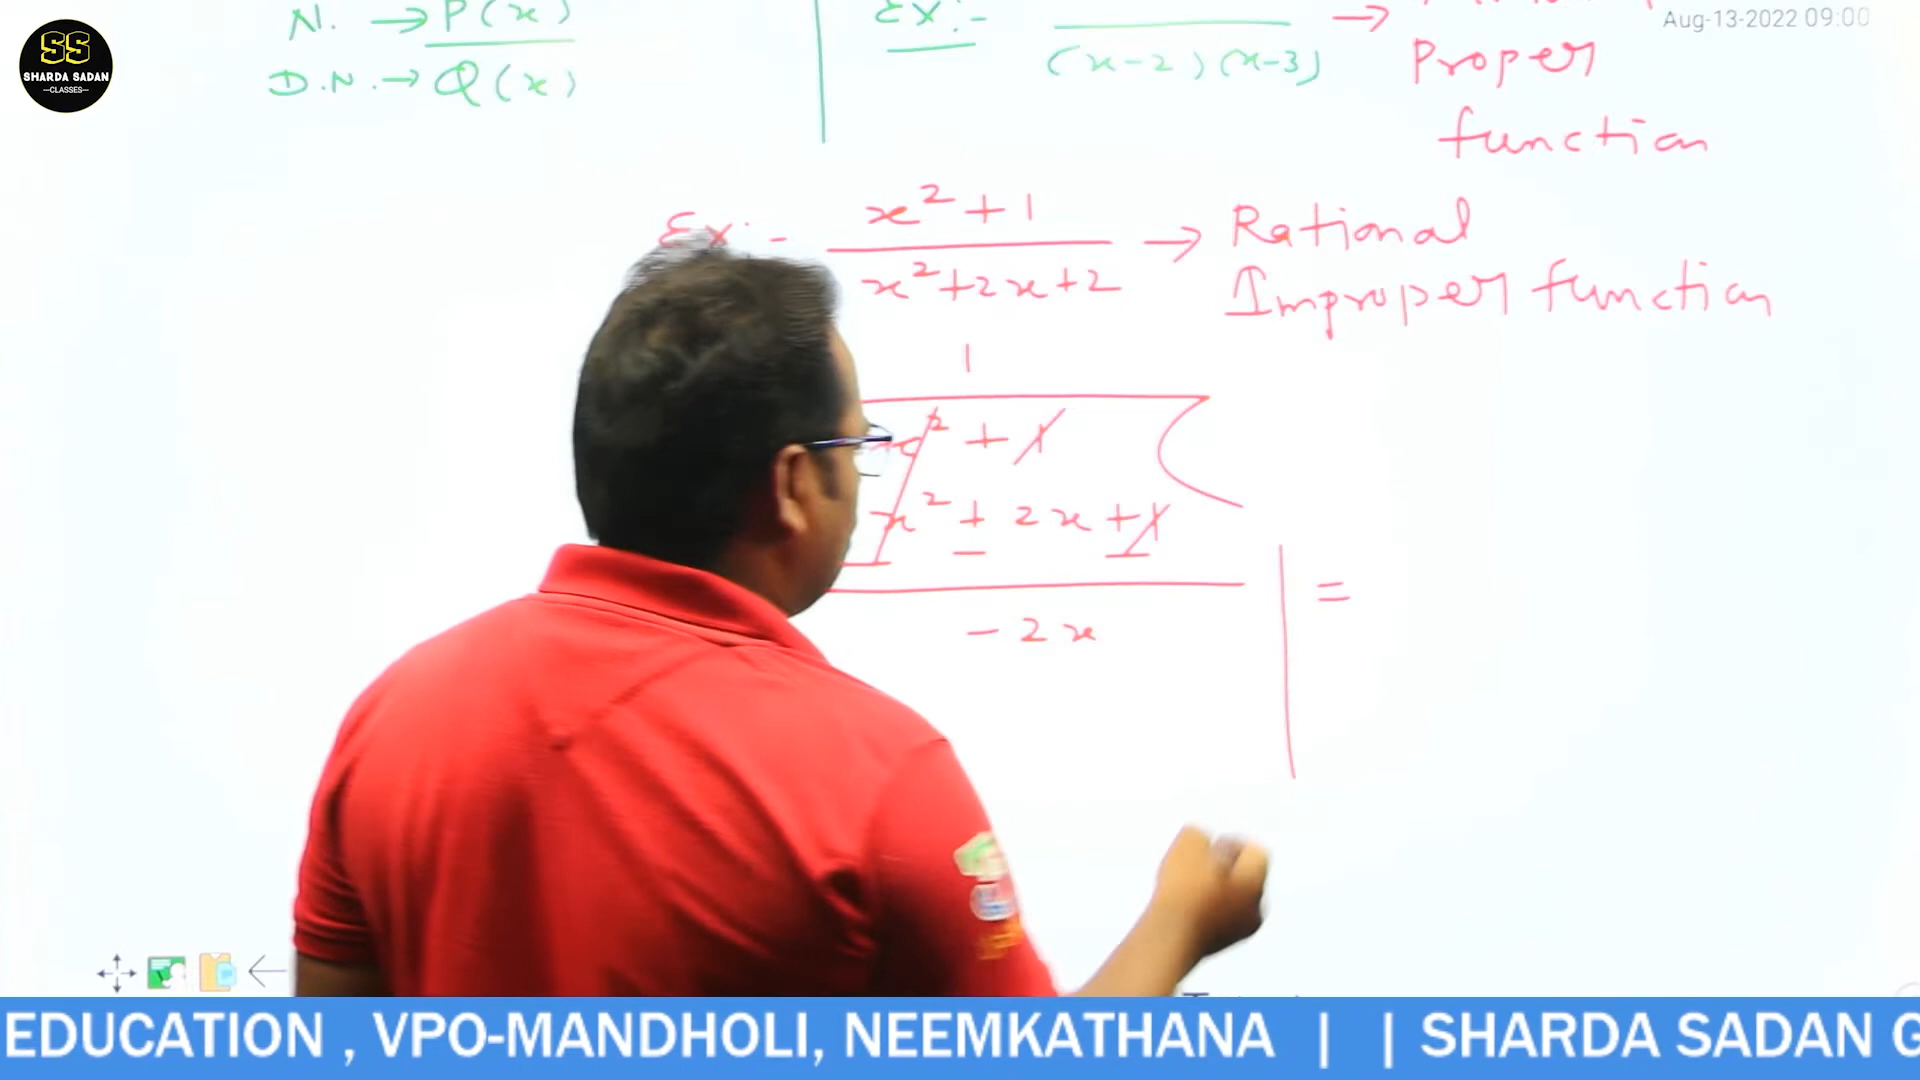 SS
SHARDA SADAN
—CLASSES—
Aug-13-2022 09:00
N. → P(x)
D.N. → Q(x)
Ex:-
(x-2)(x-3)
→
Proper
function
Ex:- x² + 1 / x²+2x+2 → Rational
Improper function
1
x² + 1
x² + 2x + 1
- 2x
=
EDUCATION , VPO-MANDHOLI, NEEMKATHANA | | SHARDA SADAN G